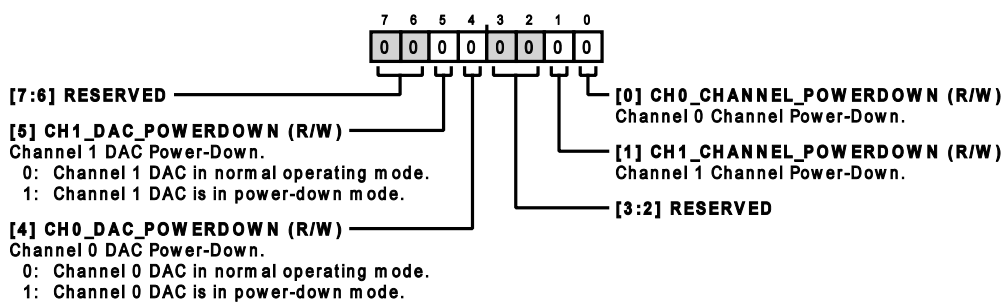 7 6 5 4 3 2 1 0
0 0 0 0 0 0 0 0
[7:6] RESERVED
[5] CH1_DAC_POWERDOWN (R/W)
Channel 1 DAC Power-Down.
0: Channel 1 DAC in normal operating mode.
1: Channel 1 DAC is in power-down mode.
[4] CH0_DAC_POWERDOWN (R/W)
Channel 0 DAC Power-Down.
0: Channel 0 DAC in normal operating mode.
1: Channel 0 DAC is in power-down mode.
[0] CH0_CHANNEL_POWERDOWN (R/W)
Channel 0 Channel Power-Down.
[1] CH1_CHANNEL_POWERDOWN (R/W)
Channel 1 Channel Power-Down.
[3:2] RESERVED